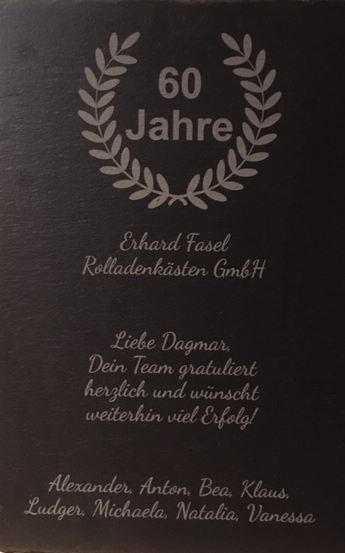 60
Jahre
Erhard Fasel
Rolladenkästen GmbH
Liebe Dagmar,
Dein Team gratuliert
herzlich und wünscht
weiterhin viel Erfolg!
Alexander, Anton, Bea, Klaus,
Ludger, Michaela, Natalia, Vanessa